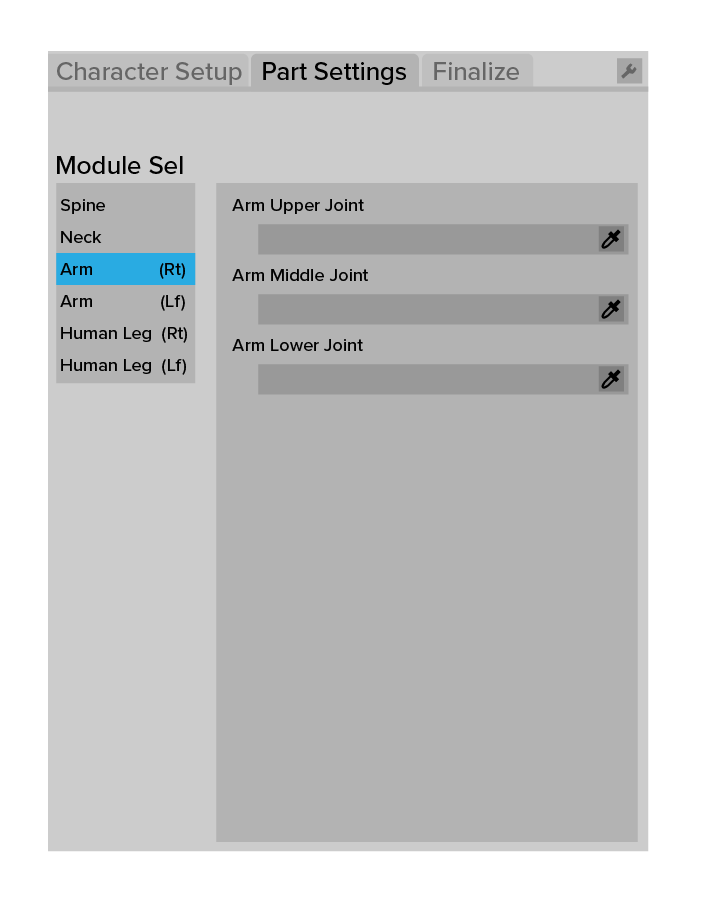 Character Setup Part Settings Finalize
Module Sel
Spine
Neck
Arm (Rt)
Arm (Lf)
Human Leg (Rt)
Human Leg (Lf)
Arm Upper Joint
Arm Middle Joint
Arm Lower Joint